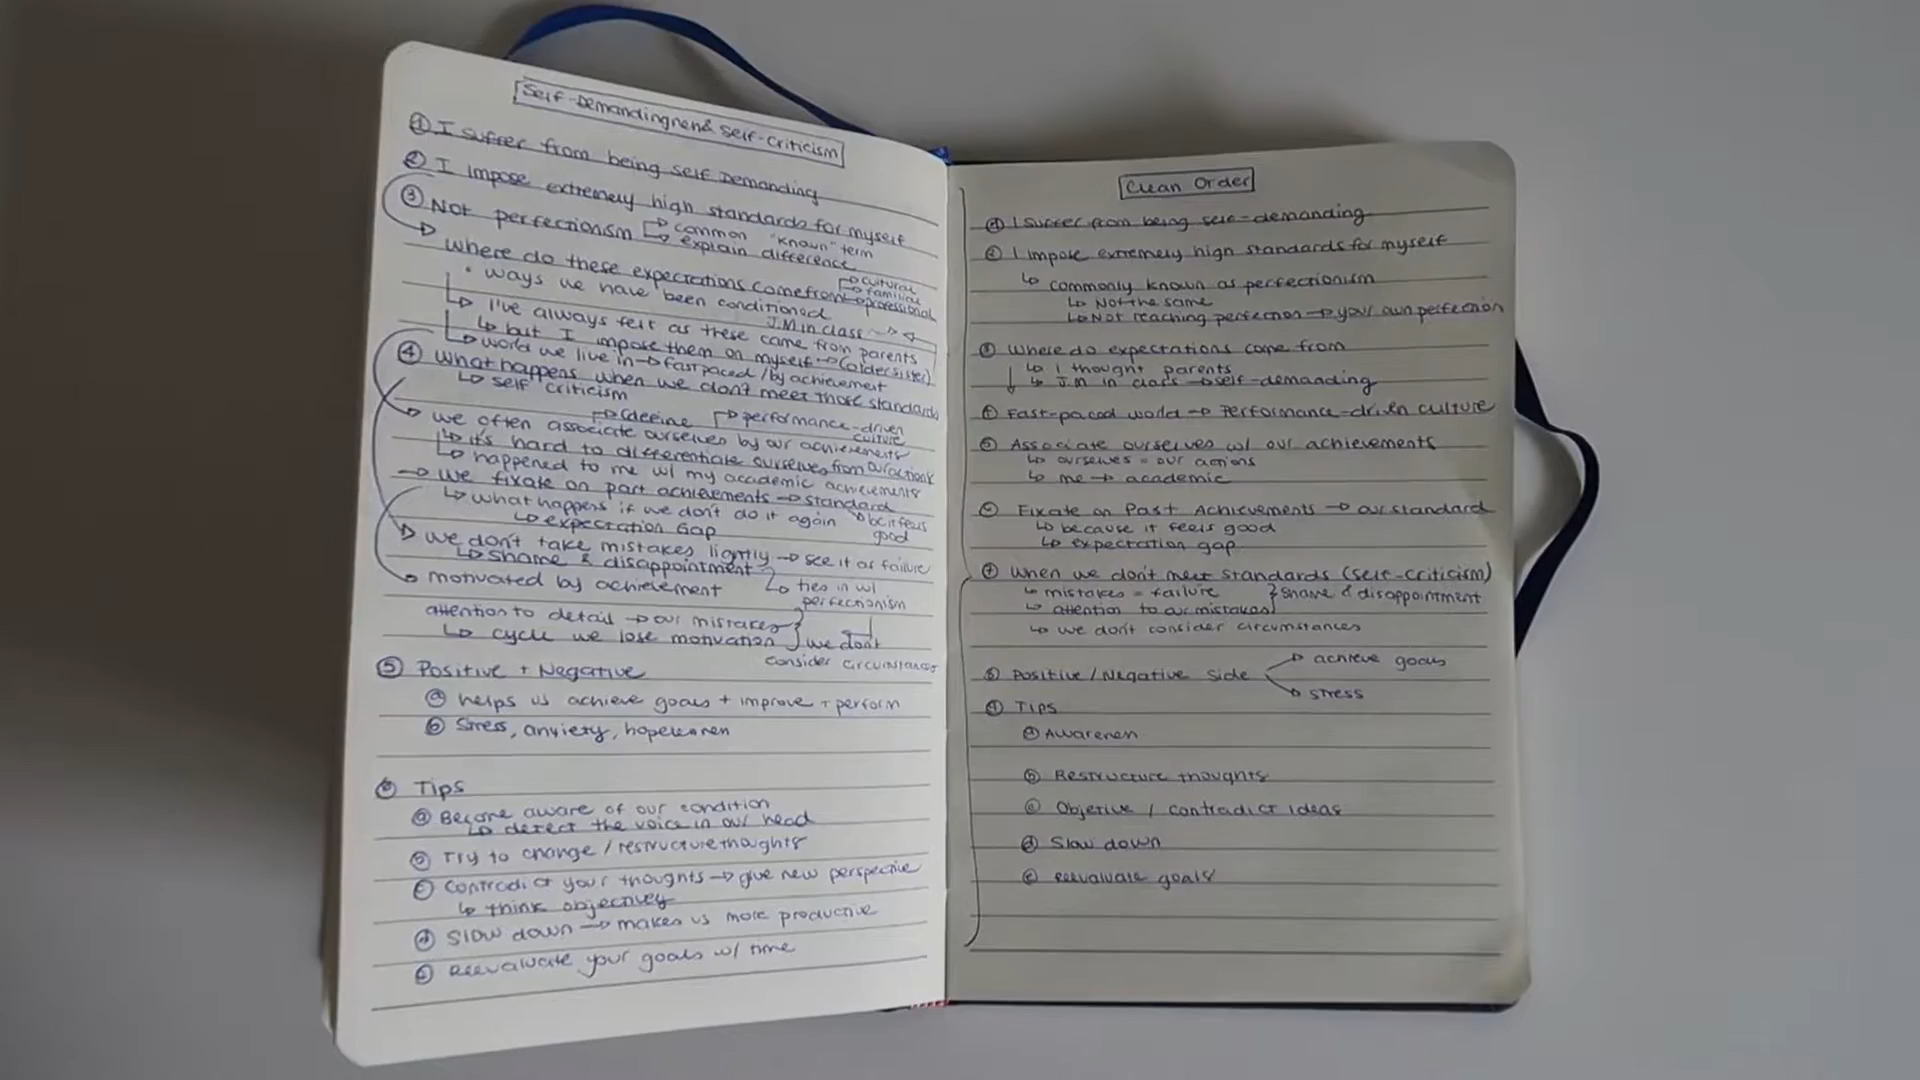 Self-Demandingness & Self-Criticism
① I suffer from being self Demanding
② I impose extremely high standards for myself
③ Not perfectionism ↳ common "known" term
↳ explain difference
↳ where do these expectations come from ↳ cultural
↳ familial
↳ professional
• ways we have been conditioned
J.M in class
↳ I've always felt as these came from parents
↳ but I impose them on myself → (older sister)
↳ world we live in → fast paced / by achievement
④ what happens when we don't meet those standards
↳ self criticism
↳ define ↳ performance-driven culture
we often associate ourselves by our achievements
↳ it's hard to differentiate ourselves from our actions
↳ happened to me w/ my academic achievements
→ we fixate on past achievements → standard
↳ bc it feels good
↳ what happens if we don't do it again
↳ expectation Gap
↳ we don't take mistakes lightly → see it as failure
↳ shame & disappointment
↳ ties in w/ perfectionism
motivated by achievement
attention to detail → our mistakes
↳ cycle we lose motivation } we don't
consider circumstances
⑤ Positive + Negative
ⓐ helps us achieve goals + improve + perform
ⓑ Stress, anxiety, hopelessness
⑥ Tips
ⓐ Become aware of our condition
↳ detect the voice in our head
ⓑ Try to change / restructure thoughts
ⓒ Contradict your thoughts → give new perspective
↳ think objectively
ⓓ Slow down → makes us more productive
ⓔ Reevaluate your goals w/ time
Clean Order
① I suffer from being self-demanding
② I impose extremely high standards for myself
↳ commonly known as perfectionism
↳ Not the same
↳ Not reaching perfection → your own perfection
③ Where do expectations come from
↳ I thought parents
↳ J.M in class → self-demanding
④ Fast-paced world → Performance-driven culture
⑤ Associate ourselves w/ our achievements
↳ ourselves = our actions
↳ me → academic
⑥ Fixate on Past Achievements → our standard
↳ because it feels good
↳ expectation gap
⑦ When we don't meet standards (self-criticism)
↳ mistakes = failure } shame & disappointment
↳ attention to our mistakes
↳ we don't consider circumstances
⑧ Positive / Negative side → achieve goals
→ stress
⑨ Tips
ⓐ Awareness
ⓑ Restructure thoughts
ⓒ Objetive / contradict ideas
ⓓ Slow down
ⓔ reevaluate goals